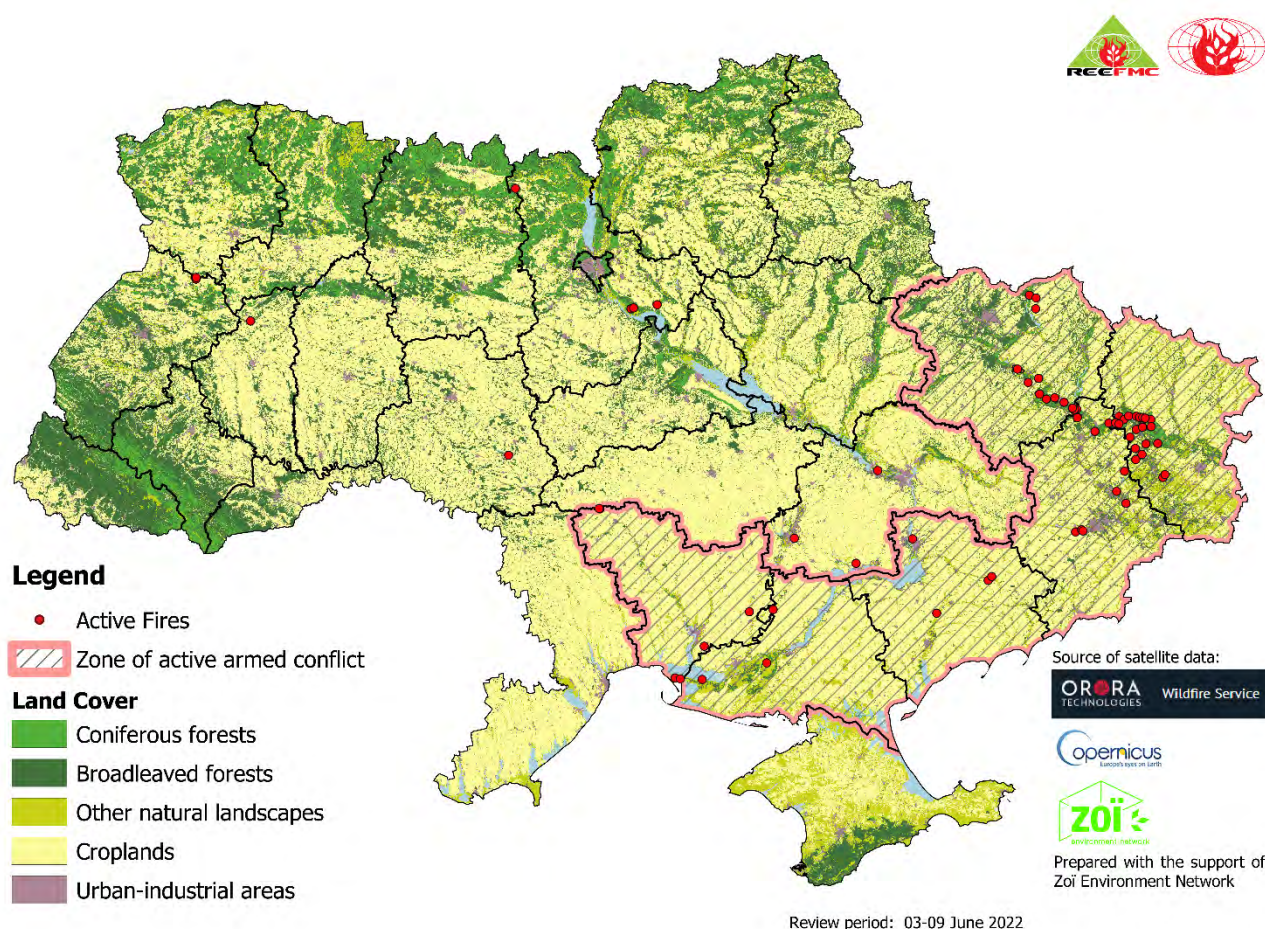 REEFMC
Legend
Active Fires
Zone of active armed conflict
Land Cover
Coniferous forests
Broadleaved forests
Other natural landscapes
Croplands
Urban-industrial areas
Source of satellite data:
ORORA
TECHNOLOGIES
Wildfire Service
opernicus
Europe's eyes on Earth
zoï
environment network
Prepared with the support of
Zoï Environment Network
Review period: 03-09 June 2022